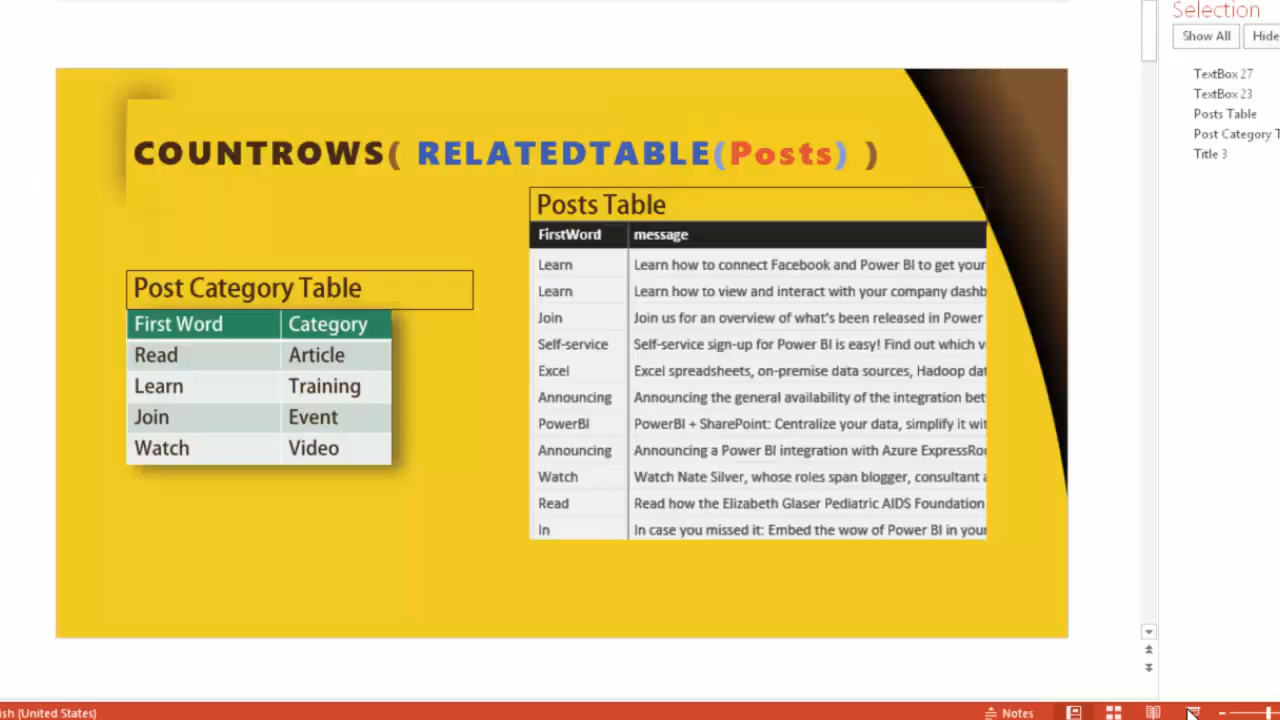 Selection
Show All Hide
TextBox 27
TextBox 23
Posts Table
Post Category T
Title 3
COUNTROWS( RELATEDTABLE(Posts) )
Post Category Table
First Word Category
Read Article
Learn Training
Join Event
Watch Video
Posts Table
FirstWord message
Learn Learn how to connect Facebook and Power BI to get your
Learn Learn how to view and interact with your company dashb
Join Join us for an overview of what's been released in Power
Self-service Self-service sign-up for Power BI is easy! Find out which v
Excel Excel spreadsheets, on-premise data sources, Hadoop dat
Announcing Announcing the general availability of the integration bet
PowerBI PowerBI + SharePoint: Centralize your data, simplify it wit
Announcing Announcing a Power BI integration with Azure ExpressRou
Watch Watch Nate Silver, whose roles span blogger, consultant a
Read Read how the Elizabeth Glaser Pediatric AIDS Foundation
In In case you missed it: Embed the wow of Power BI in your
ish (United States) Notes